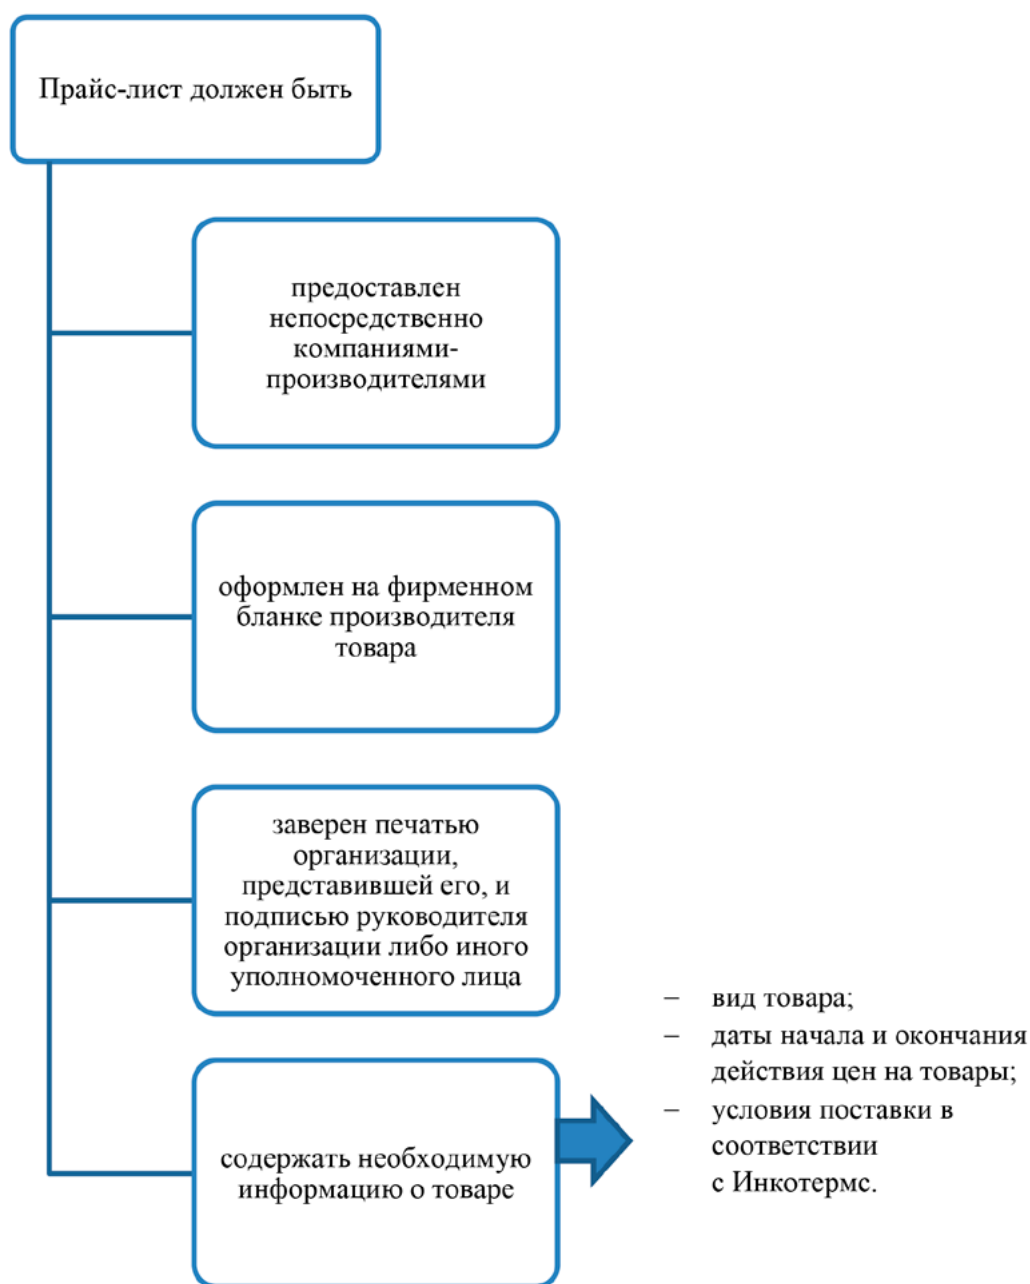 Прайс-лист должен быть
предоставлен
непосредственно
компаниями-
производителями
оформлен на фирменном
бланке производителя
товара
заверен печатью
организации,
представившей его, и
подписью руководителя
организации либо иного
уполномоченного лица
содержать необходимую
информацию о товаре
– вид товара;
– даты начала и окончания
действия цен на товары;
– условия поставки в
соответствии
с Инкотермс.